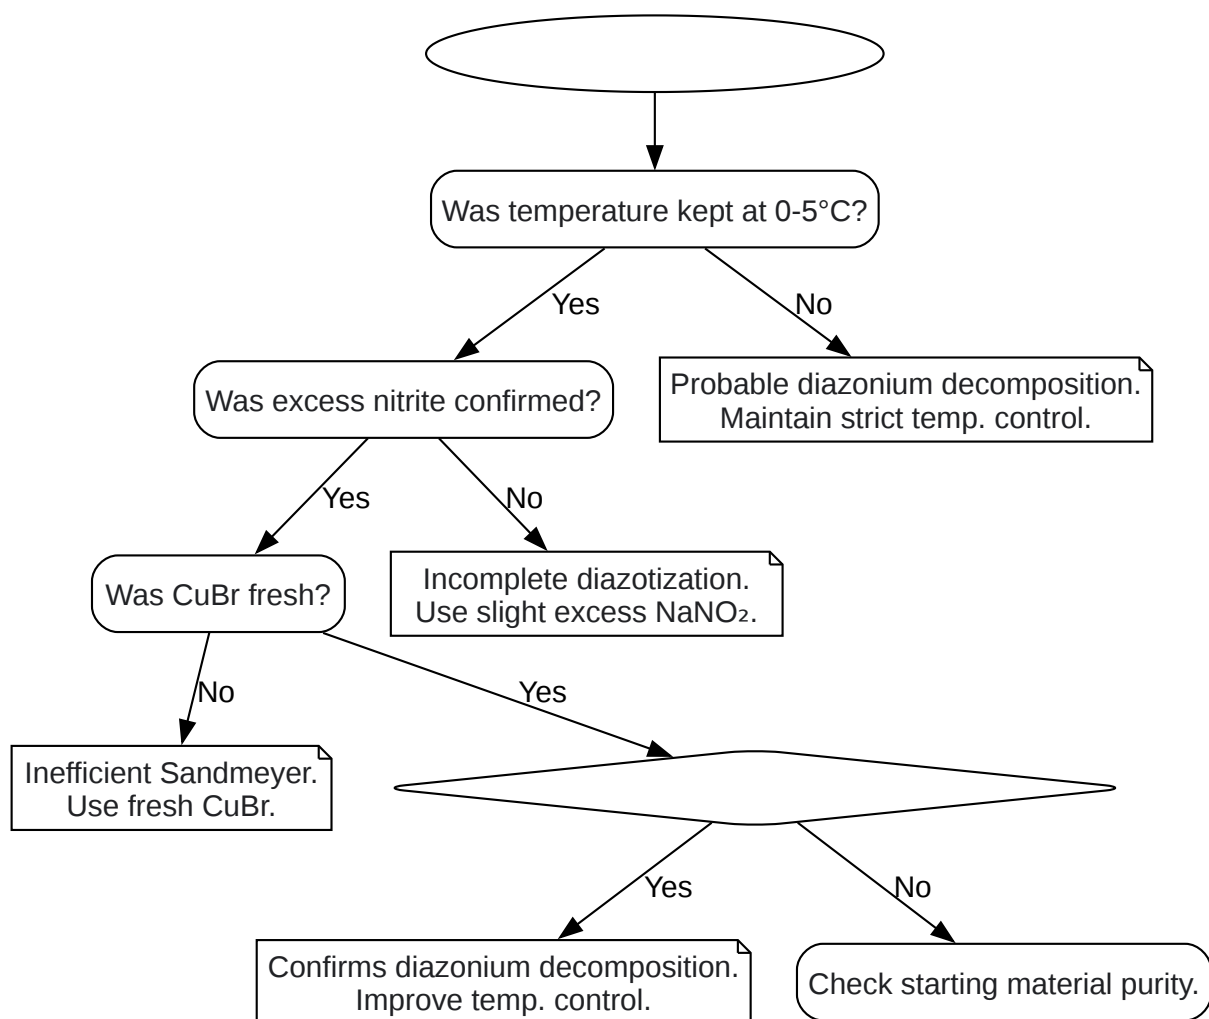 Was temperature kept at 0-5°C?
Yes
No
Was excess nitrite confirmed?
Probable diazonium decomposition.
Maintain strict temp. control.
Yes
No
Was CuBr fresh?
Incomplete diazotization.
Use slight excess NaNO₂.
No
Yes
Inefficient Sandmeyer.
Use fresh CuBr.
Yes
No
Confirms diazonium decomposition.
Improve temp. control.
Check starting material purity.